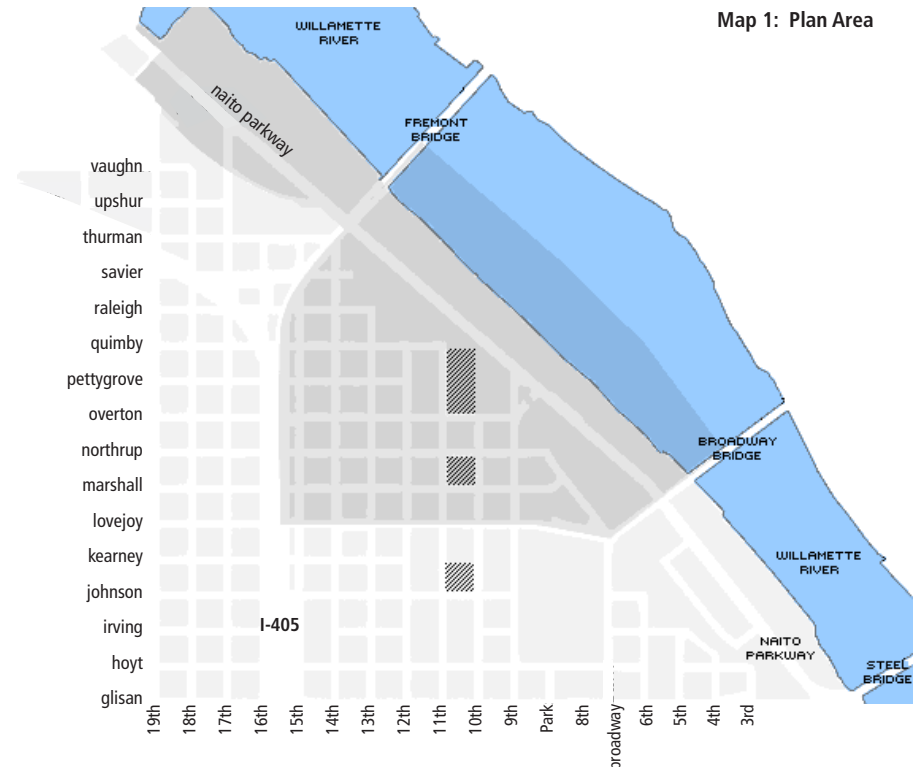 Map 1: Plan Area
WILLAMETTE
RIVER
naito parkway
FREMONT
BRIDGE
vaughn
upshur
thurman
savier
raleigh
quimby
pettygrove
overton
northrup
marshall
lovejoy
kearney
johnson
irving
hoyt
glisan
BROADWAY
BRIDGE
WILLAMETTE
RIVER
I-405
NAITO
PARKWAY
STEEL
BRIDGE
19th
18th
17th
16th
15th
14th
13th
12th
11th
10th
9th
Park
8th
broadway
6th
5th
4th
3rd